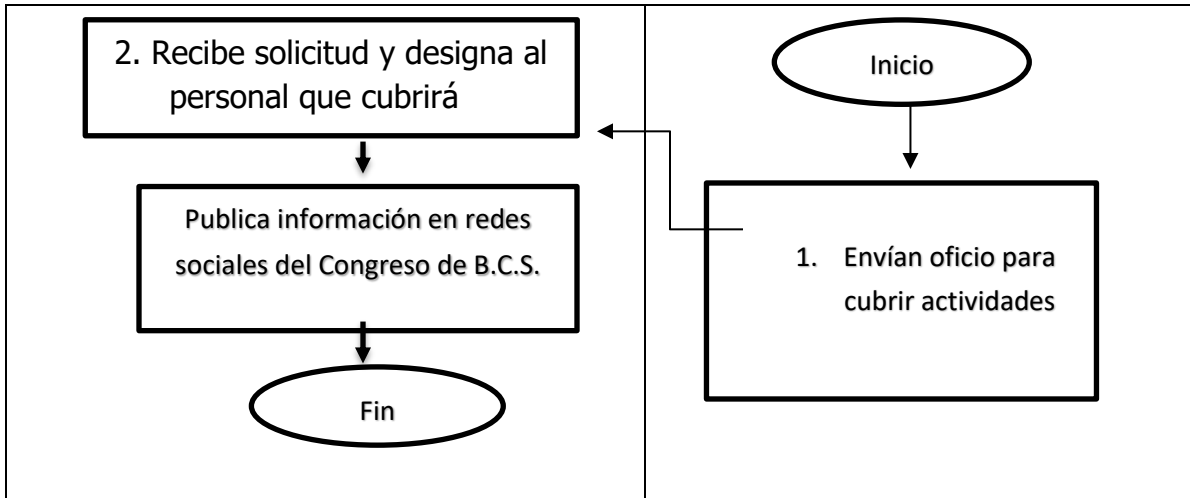 2. Recibe solicitud y designa al
personal que cubrirá
Publica información en redes
sociales del Congreso de B.C.S.
Fin
Inicio
1. Envían oficio para
cubrir actividades